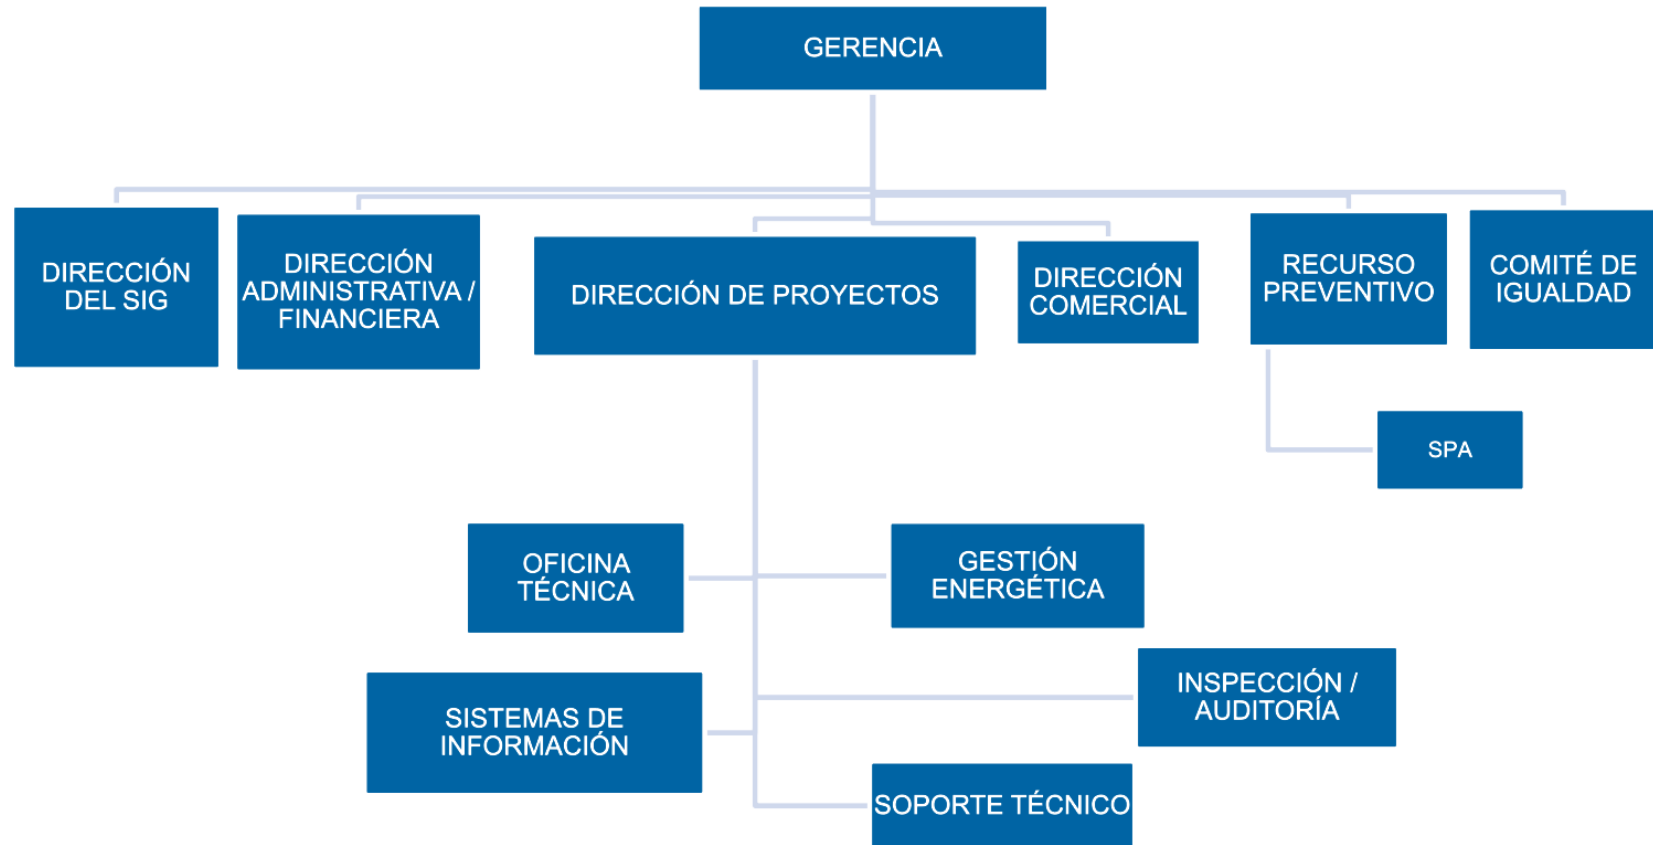 GERENCIA
DIRECCIÓN
DEL SIG
DIRECCIÓN
ADMINISTRATIVA /
FINANCIERA
DIRECCIÓN DE PROYECTOS
DIRECCIÓN
COMERCIAL
RECURSO
PREVENTIVO
COMITÉ DE
IGUALDAD
SPA
OFICINA
TÉCNICA
GESTIÓN
ENERGÉTICA
SISTEMAS DE
INFORMACIÓN
INSPECCIÓN /
AUDITORÍA
SOPORTE TÉCNICO